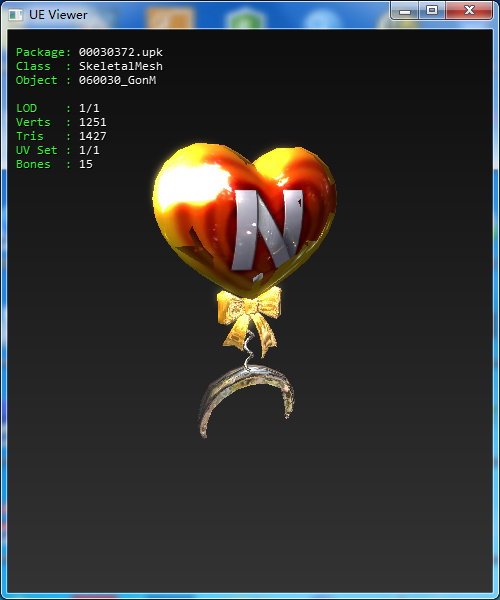 UE Viewer
Package: 00030372.upk
Class : SkeletalMesh
Object : 060030_GonM
LOD : 1/1
Verts : 1251
Tris : 1427
UV Set : 1/1
Bones : 15
N